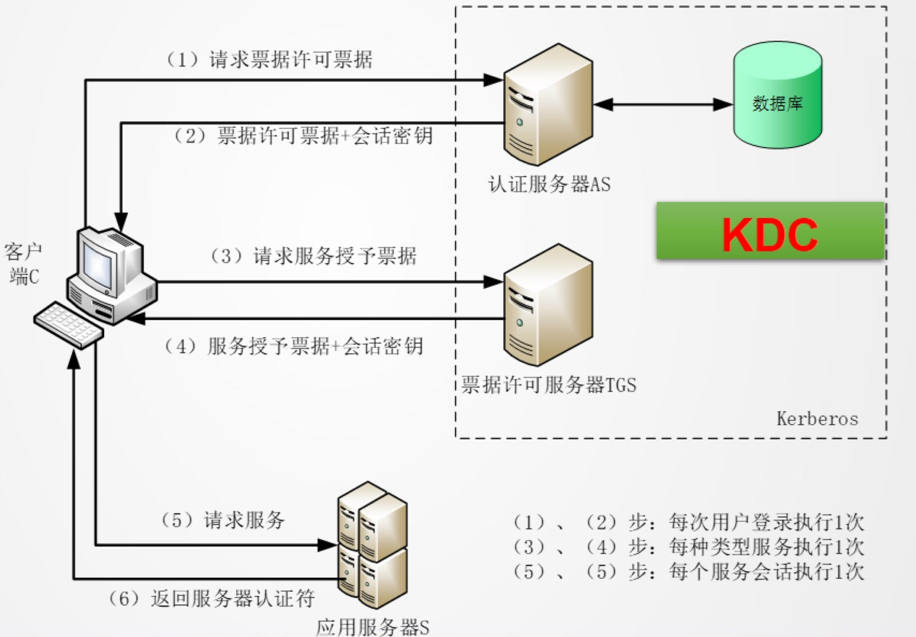 （1）请求票据许可票据
（2）票据许可票据+会话密钥
数据库
认证服务器AS
KDC
客户
端C
（3）请求服务授予票据
（4）服务授予票据+会话密钥
票据许可服务器TGS
Kerberos
（5）请求服务
（6）返回服务器认证符
应用服务器S
（1）、（2）步：每次用户登录执行1次
（3）、（4）步：每种类型服务执行1次
（5）、（5）步：每个服务会话执行1次